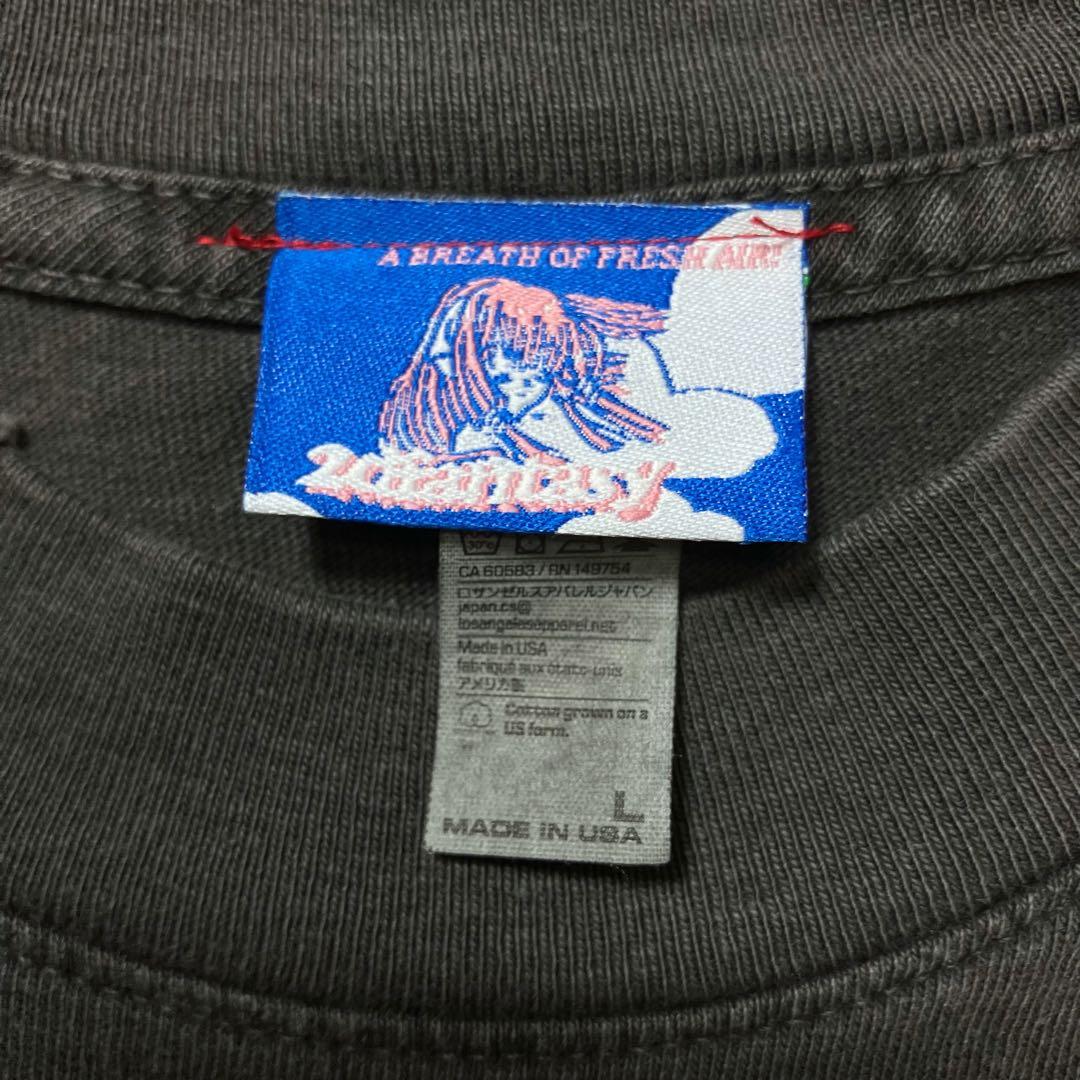 A BREATH OF FRESH AIR!
2Ufantasy
30°C
CA 60583 / RN 149754
ロサンゼルスアパレルジャパン
japan.cs@
losangelesapparel.net
Made in USA
fabriqué aux états-unis
アメリカ製
Cotton grown on a
US farm.
L
MADE IN USA